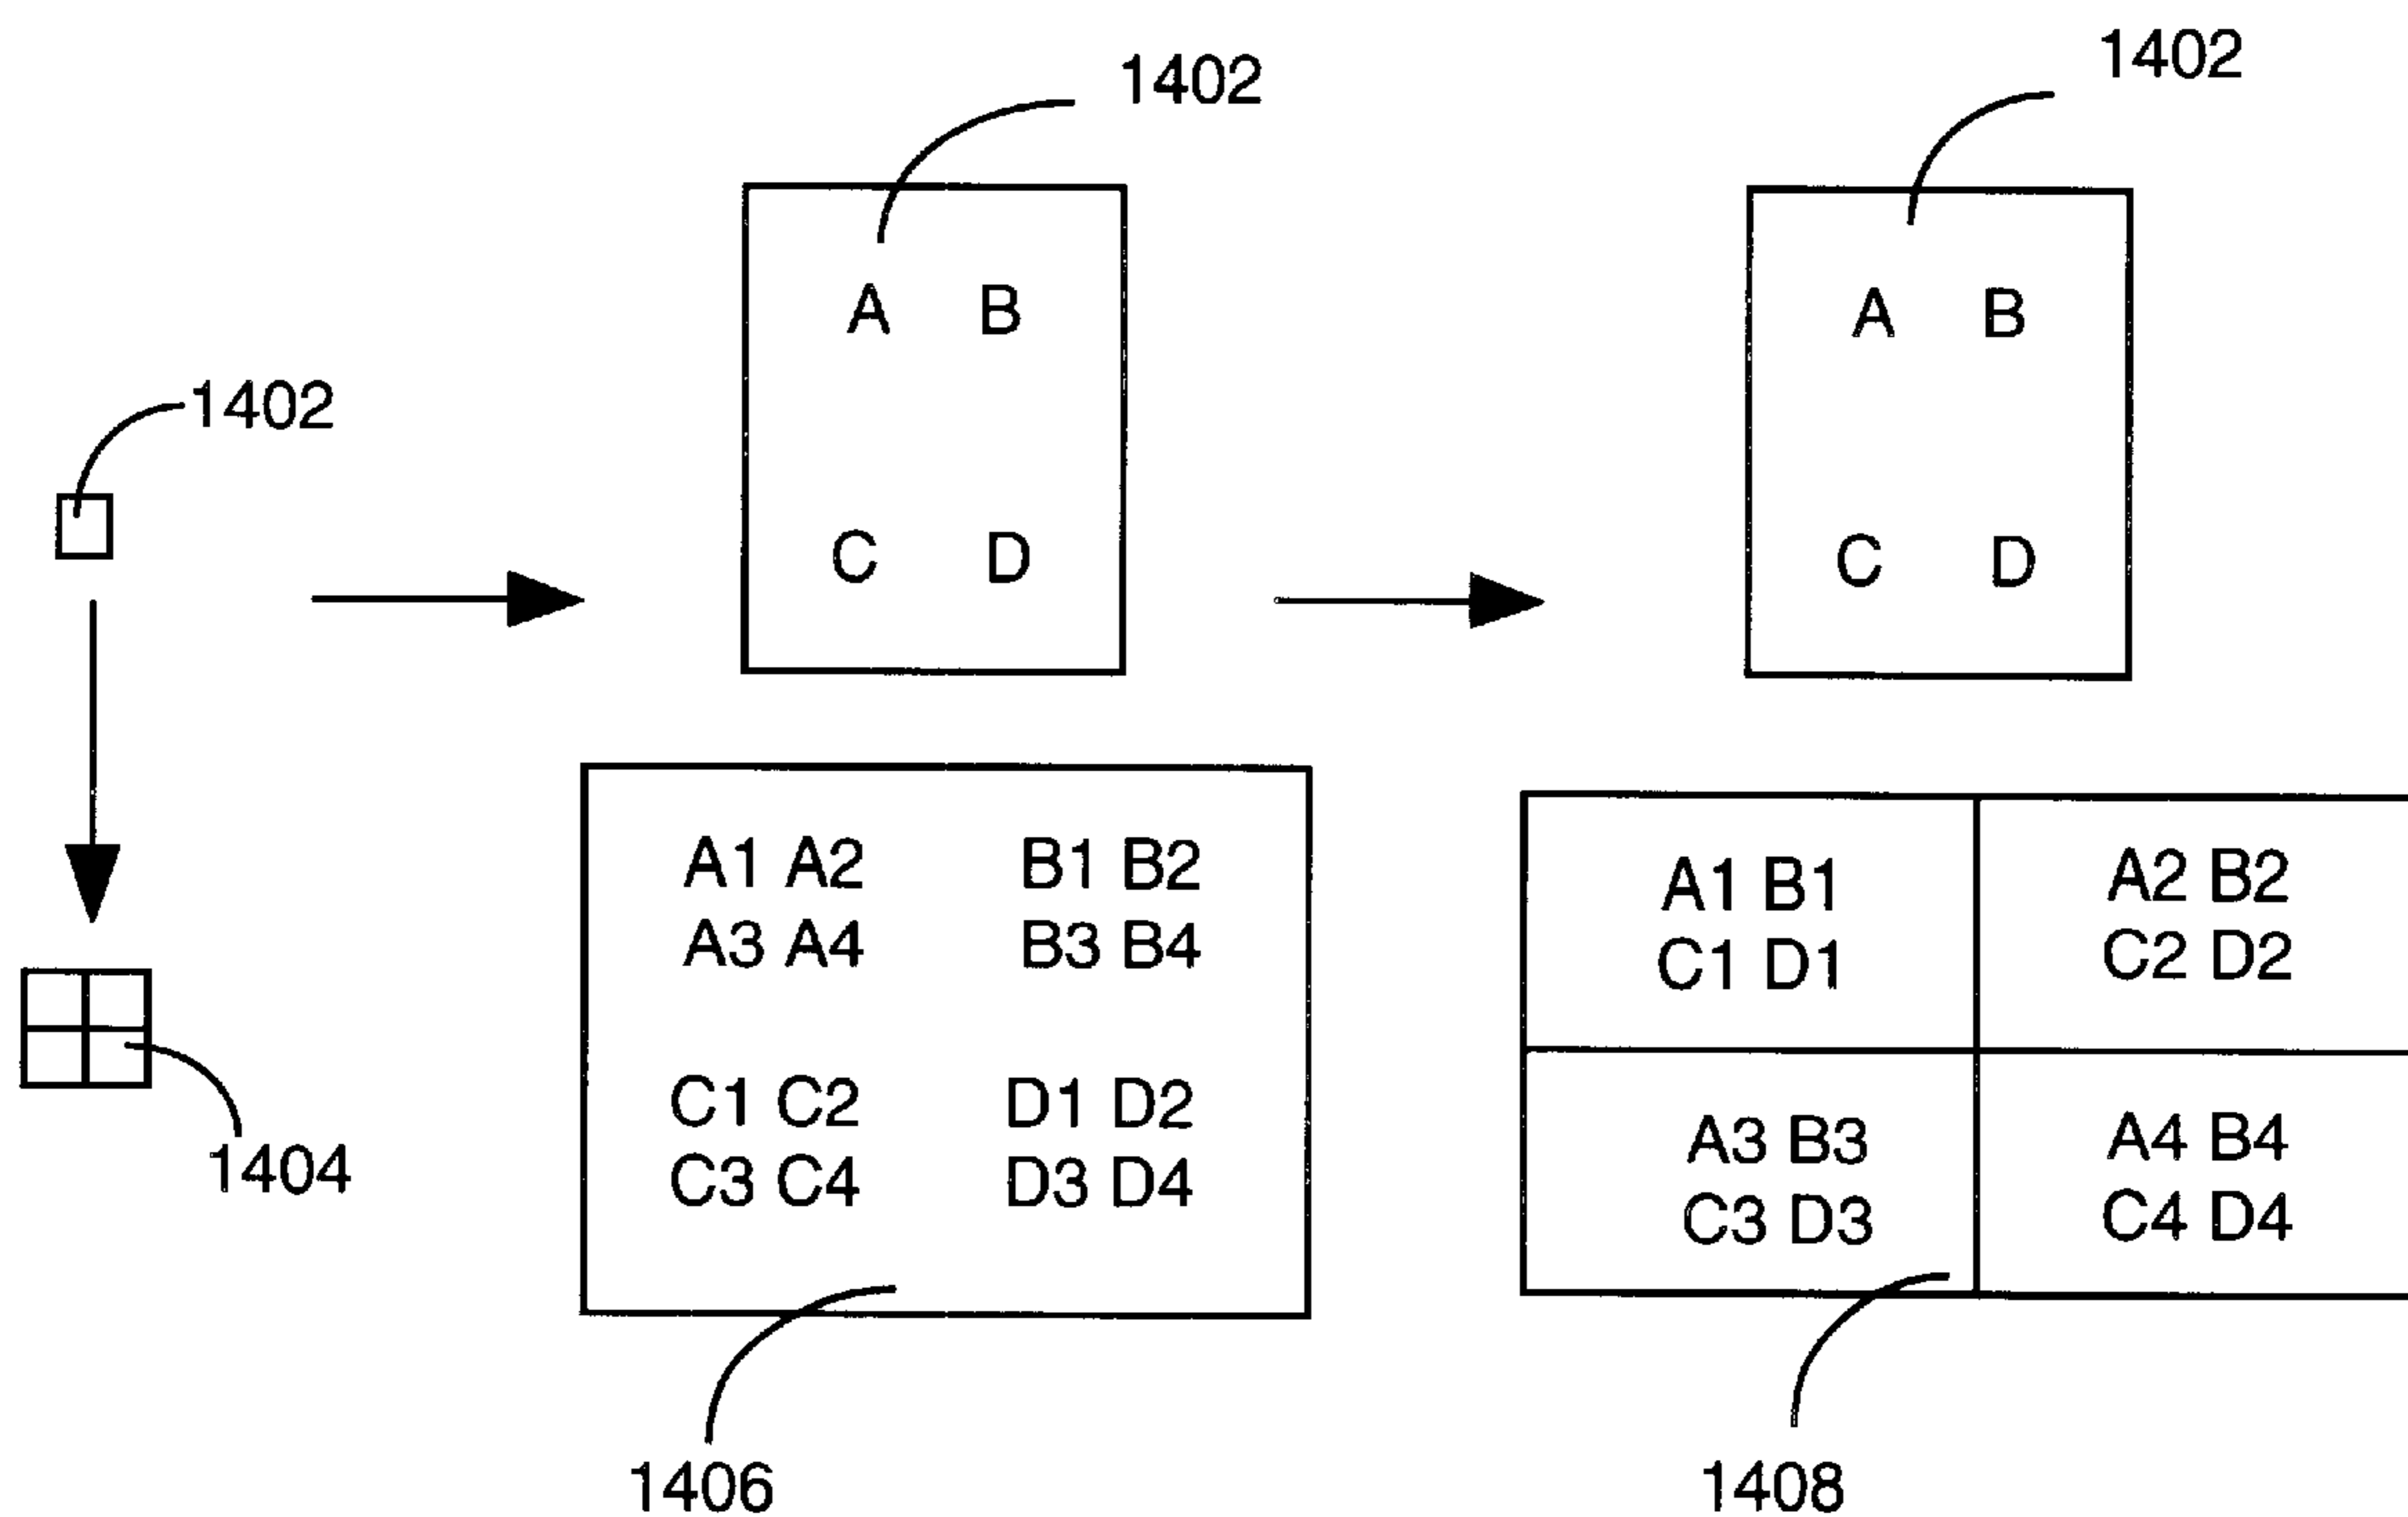 1402
1402
1402
A B
C D
A B
C D
1404
A1 A2 B1 B2
A3 A4 B3 B4
C1 C2 D1 D2
C3 C4 D3 D4
A1 B1
C1 D1
A2 B2
C2 D2
A3 B3
C3 D3
A4 B4
C4 D4
1406
1408